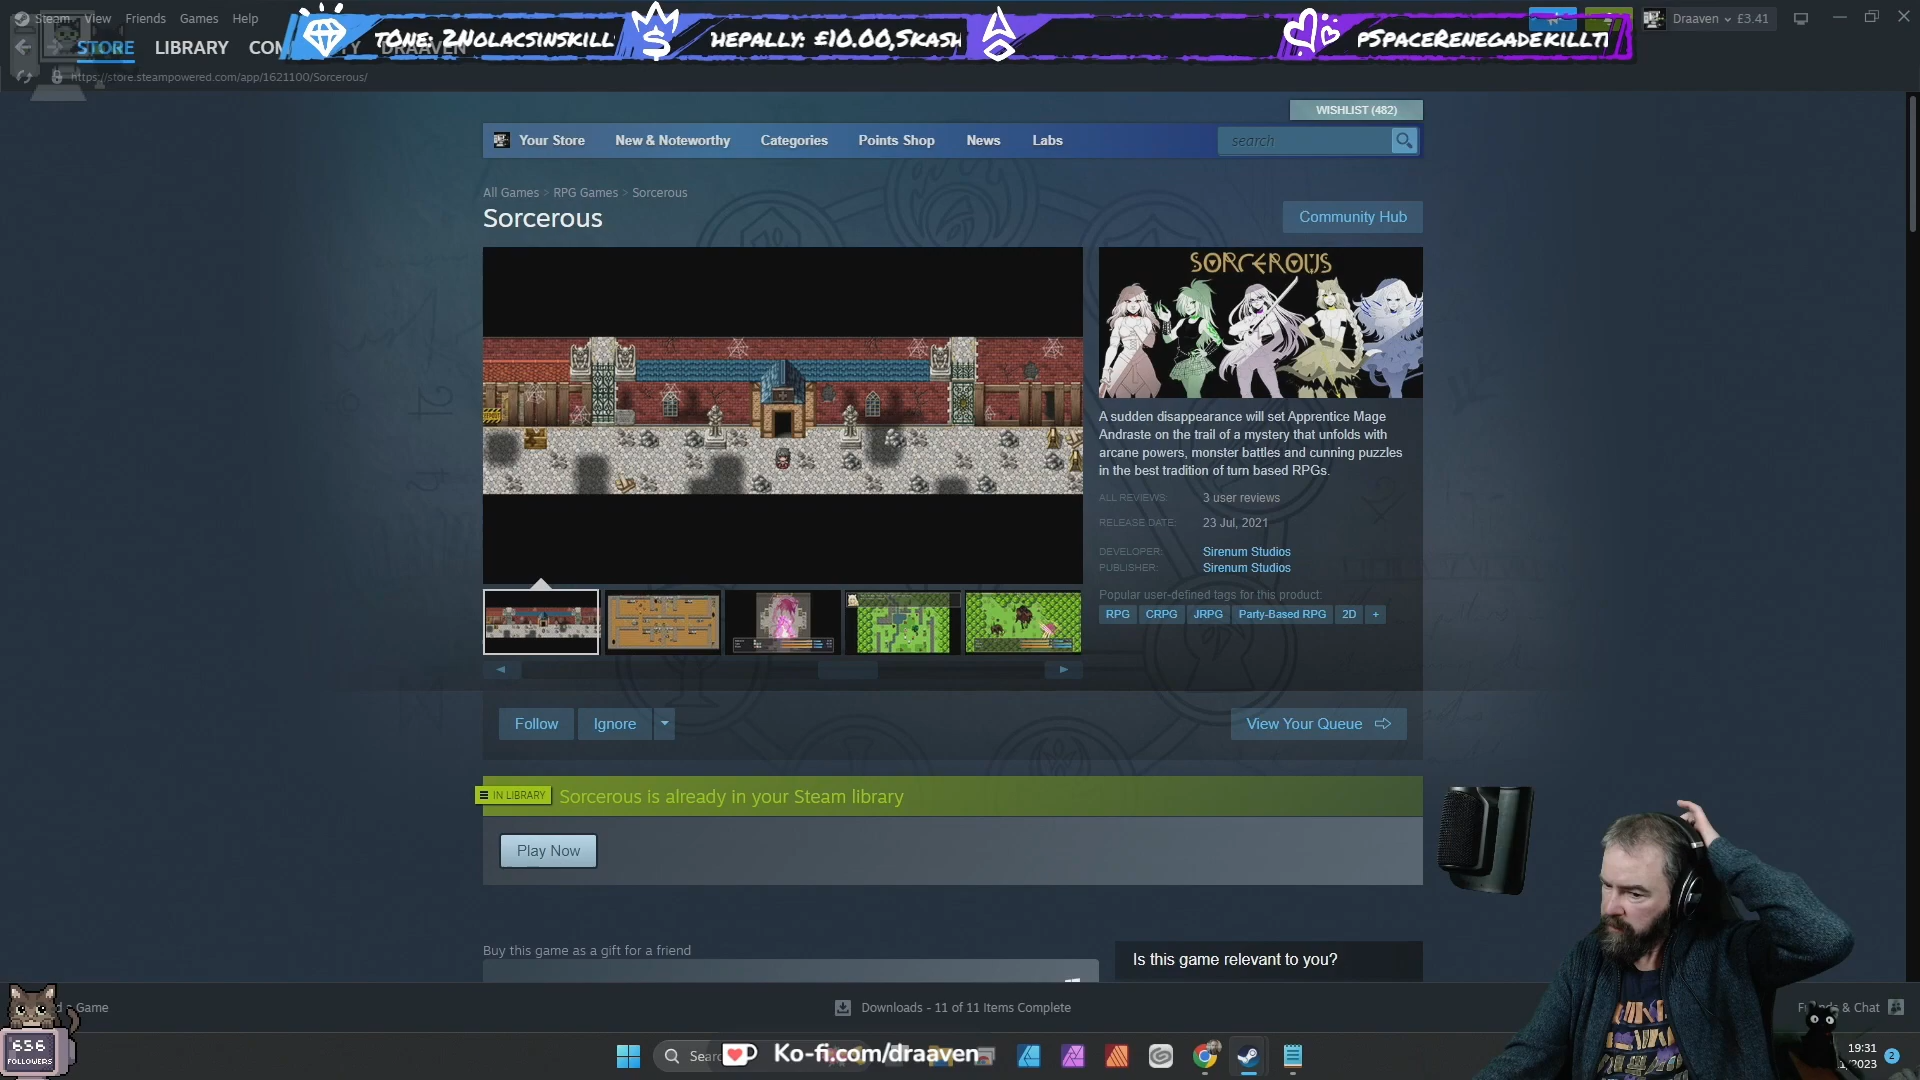 Steam View Friends Games Help
tOne: 2Nolacsinskill
hepally: £10.00,Skash
pSpaceRenegadekill71
Draaven £3.41
STORE LIBRARY
DRAAVEN
https://store.steampowered.com/app/1621100/Sorcerous/
WISHLIST (482)
Your Store New & Noteworthy Categories Points Shop News Labs search
All Games > RPG Games > Sorcerous
Sorcerous
Community Hub
SORCEROUS
A sudden disappearance will set Apprentice Mage
Andraste on the trail of a mystery that unfolds with
arcane powers, monster battles and cunning puzzles
in the best tradition of turn based RPGs.
ALL REVIEWS: 3 user reviews
RELEASE DATE: 23 Jul, 2021
DEVELOPER: Sirenum Studios
PUBLISHER: Sirenum Studios
Popular user-defined tags for this product:
RPG CRPG JRPG Party-Based RPG 2D +
Follow Ignore View Your Queue
IN LIBRARY Sorcerous is already in your Steam library
Play Now
Buy this game as a gift for a friend
Is this game relevant to you?
Game
Downloads - 11 of 11 Items Complete
& Chat
656
FOLLOWERS
Ko-fi.com/draaven
19:31
2